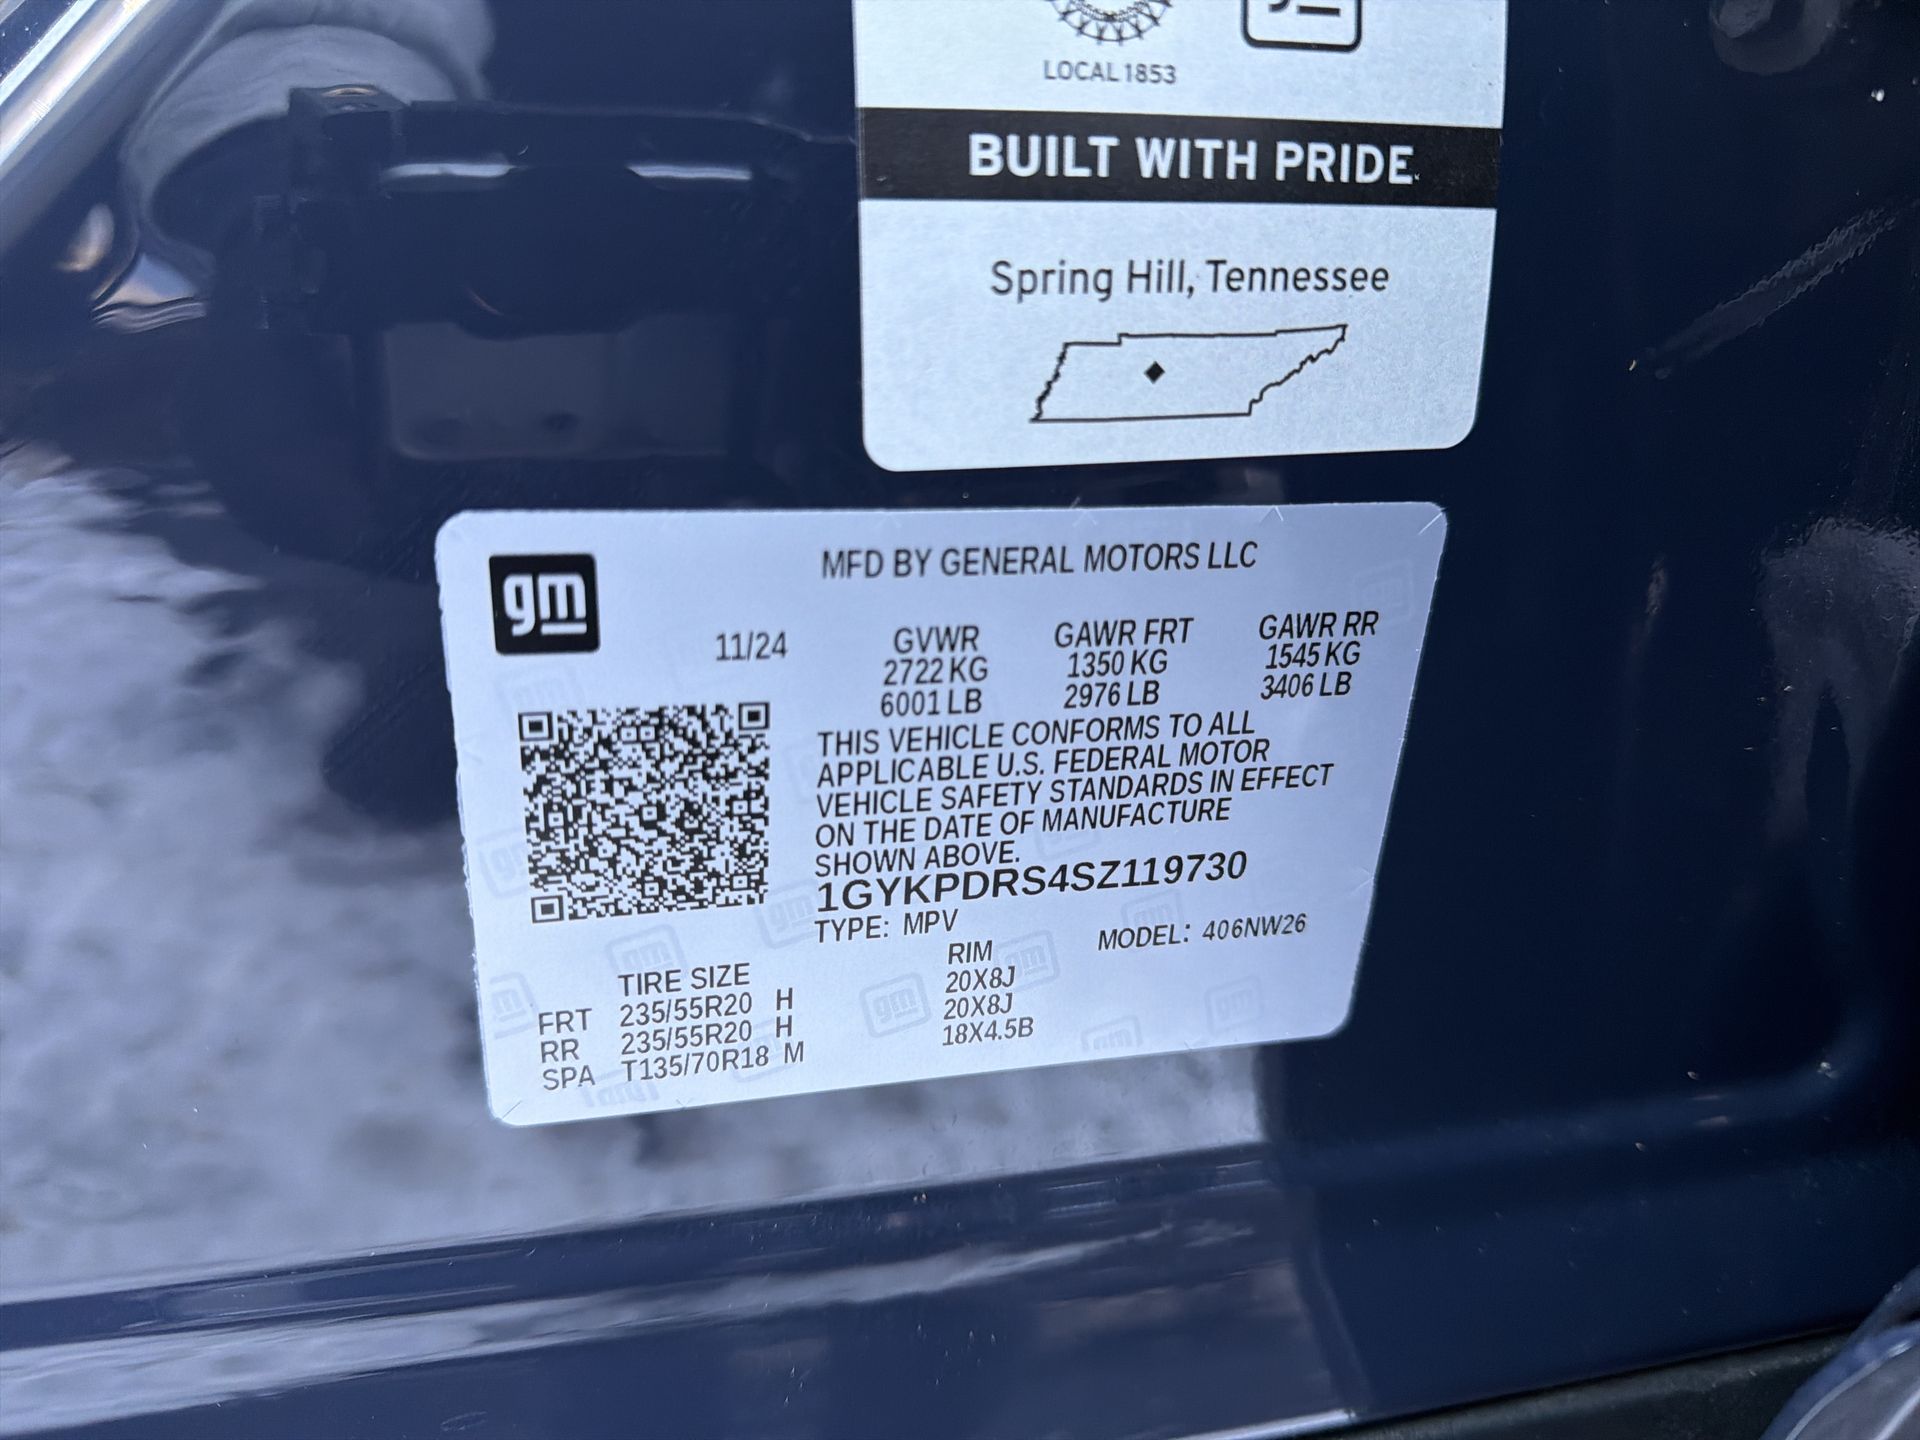 LOCAL 1853
gm
BUILT WITH PRIDE
Spring Hill, Tennessee
gm
MFD BY GENERAL MOTORS LLC
11/24 GVWR GAWR FRT GAWR RR
2722 KG 1350 KG 1545 KG
6001 LB 2976 LB 3406 LB
THIS VEHICLE CONFORMS TO ALL
APPLICABLE U.S. FEDERAL MOTOR
VEHICLE SAFETY STANDARDS IN EFFECT
ON THE DATE OF MANUFACTURE
SHOWN ABOVE.
1GYKPDRS4SZ119730
TYPE: MPV MODEL: 406NW26
TIRE SIZE RIM
FRT 235/55R20 H 20X8J
RR 235/55R20 H 20X8J
SPA T135/70R18 M 18X4.5B